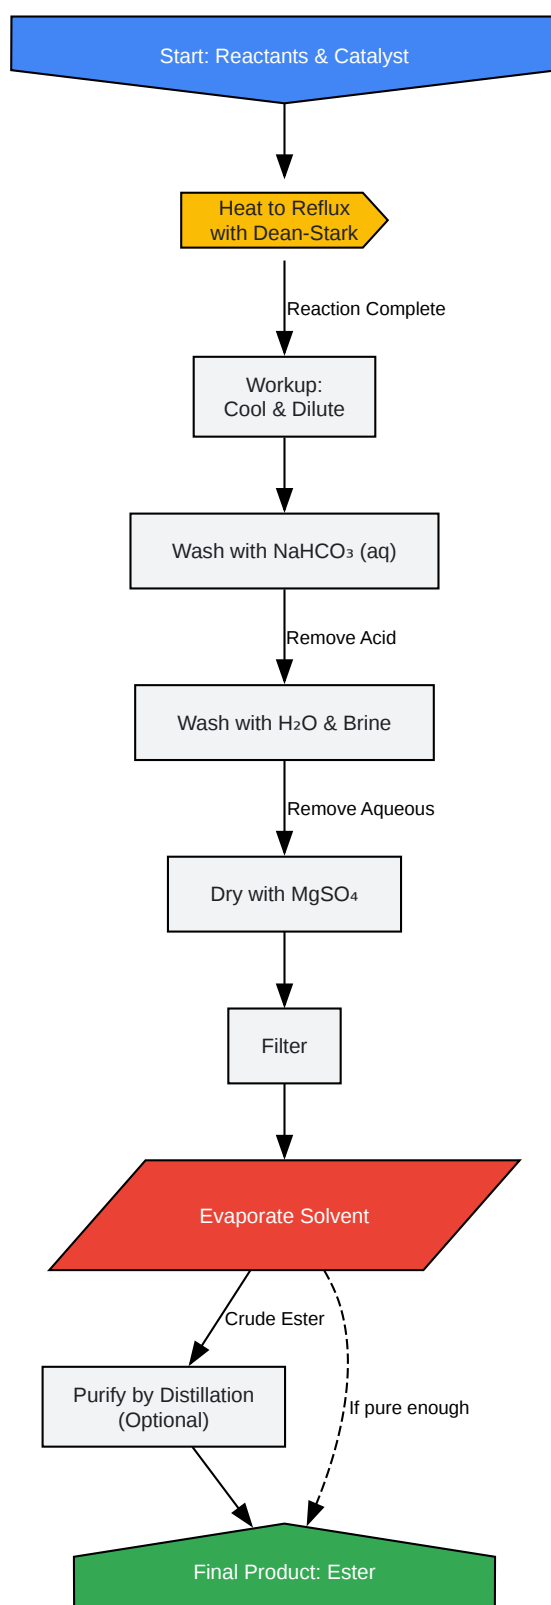 Start: Reactants & Catalyst
Heat to Reflux
with Dean-Stark
Reaction Complete
Workup:
Cool & Dilute
Wash with NaHCO₃ (aq)
Remove Acid
Wash with H₂O & Brine
Remove Aqueous
Dry with MgSO₄
Filter
Evaporate Solvent
Crude Ester
Purify by Distillation
(Optional)
If pure enough
Final Product: Ester